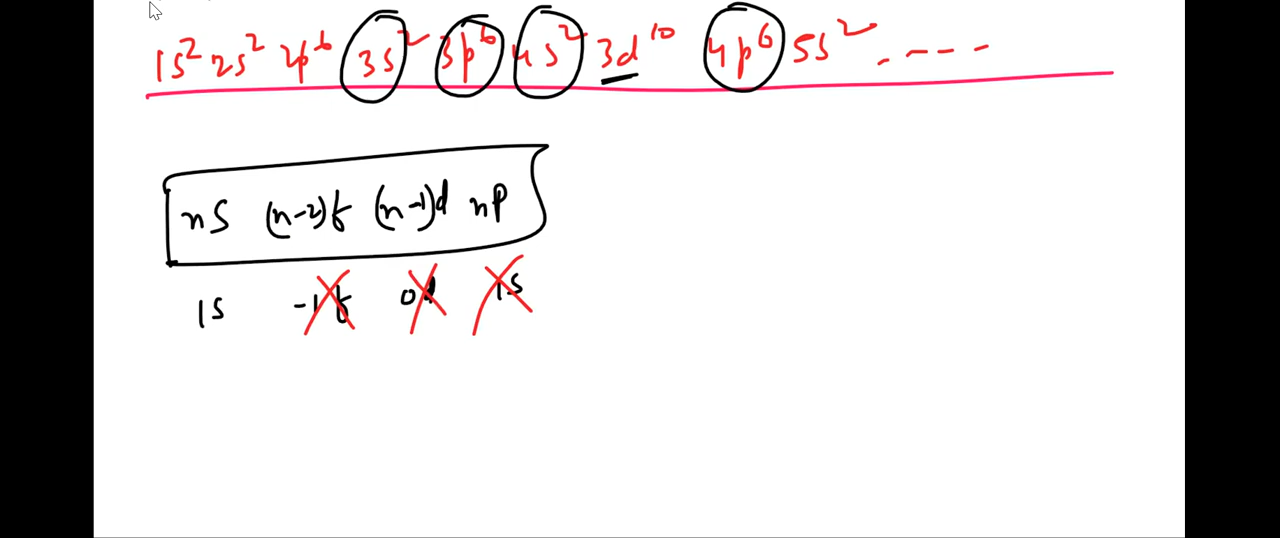 1s² 2s² 2p⁶ 3s² 3p⁶ 4s² 3d¹⁰ 4p⁶ 5s² . ---
nS (n-2)f (n-1)d nP
1S -1f 0d 1S